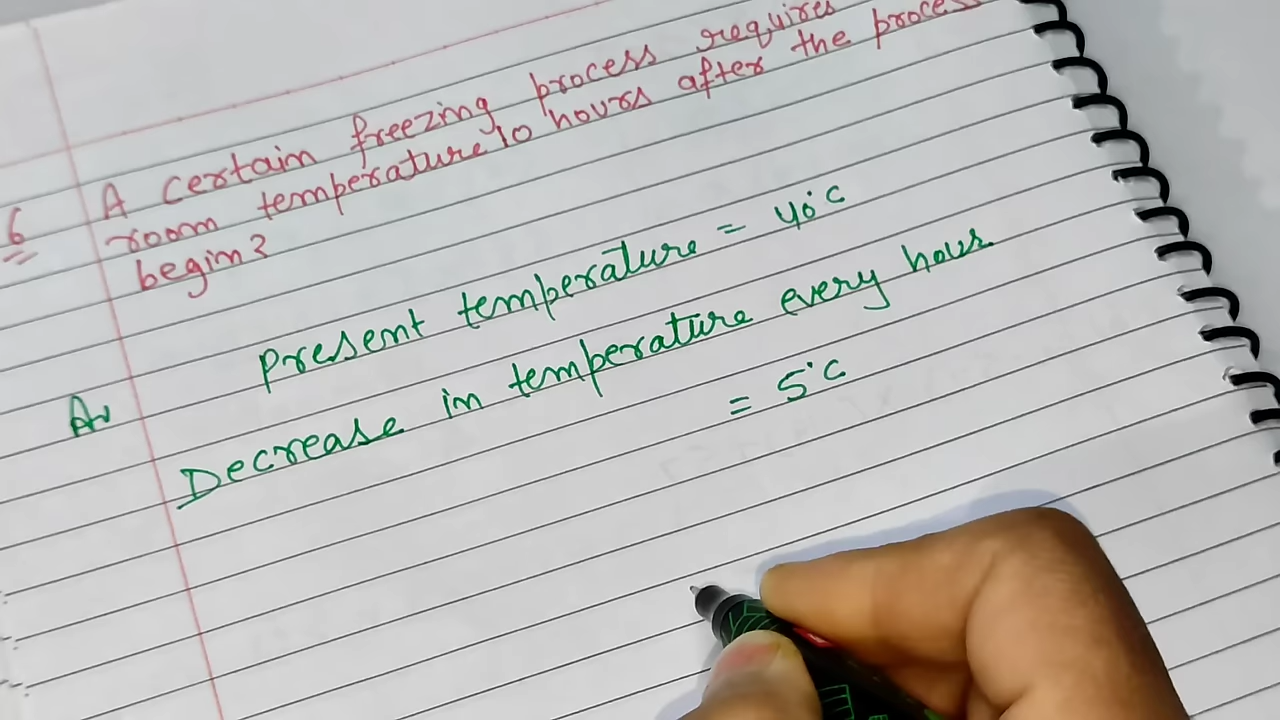 A certain freezing process requires
room temperature 10 hours after the process
begin?
6
Present temperature = 40°C
A
Decrease in temperature every hour
= 5°C